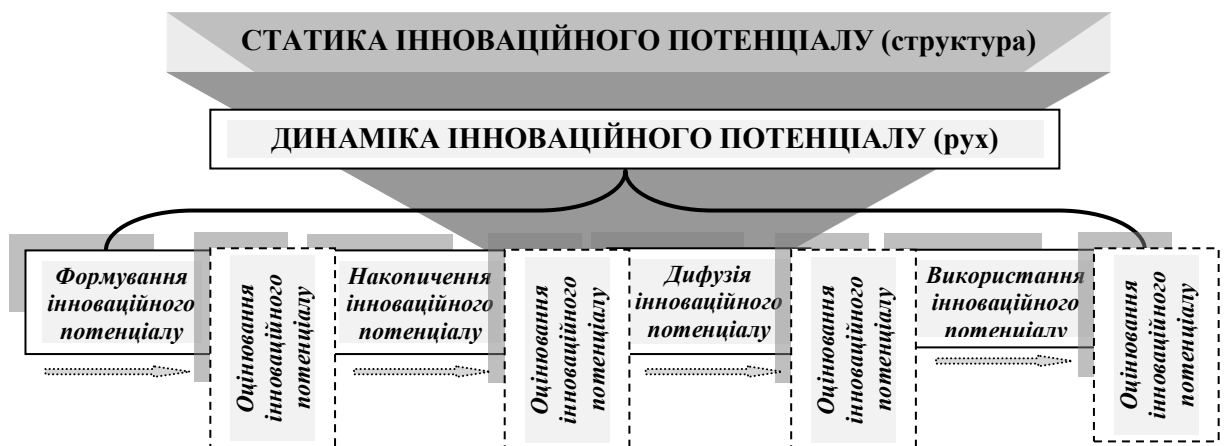 СТАТИКА ІННОВАЦІЙНОГО ПОТЕНЦІАЛУ (структура)
ДИНАМІКА ІННОВАЦІЙНОГО ПОТЕНЦІАЛУ (рух)
Формування
інноваційного
потенціалу
Оцінювання
інноваційного
потенціалу
Накопичення
інноваційного
потенціалу
Оцінювання
інноваційного
потенціалу
Дифузія
інноваційного
потенціалу
Оцінювання
інноваційного
потенціалу
Використання
інноваційного
потенціалу
Оцінювання
інноваційного
потенціалу